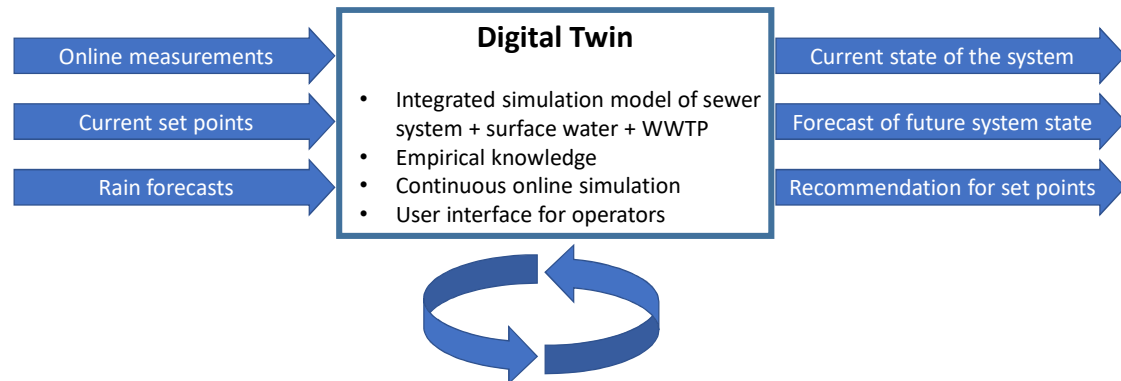 Online measurements
Current set points
Rain forecasts
Digital Twin
• Integrated simulation model of sewer
system + surface water + WWTP
• Empirical knowledge
• Continuous online simulation
• User interface for operators
Current state of the system
Forecast of future system state
Recommendation for set points